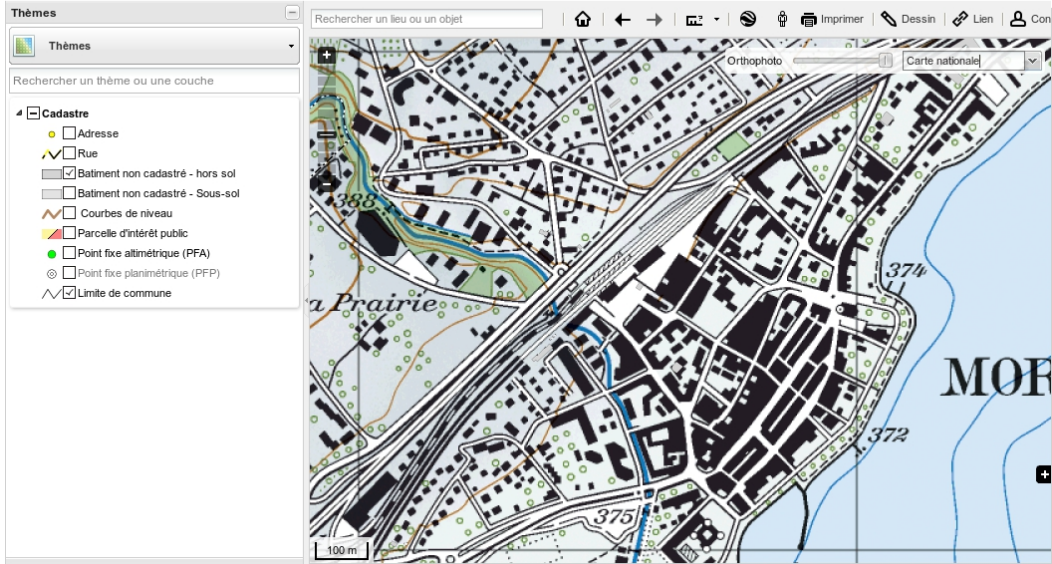 Thèmes
Thèmes
Rechercher un thème ou une couche
Cadastre
Adresse
Rue
Batiment non cadastré - hors sol
Batiment non cadastré - Sous-sol
Courbes de niveau
Parcelle d'intérêt public
Point fixe altimétrique (PFA)
Point fixe planimétrique (PFP)
Limite de commune
Rechercher un lieu ou un objet
Imprimer
Dessin
Lien
Con
Orthophoto
Carte nationale
388
374
a Prairie
MOR
372
375
100 m